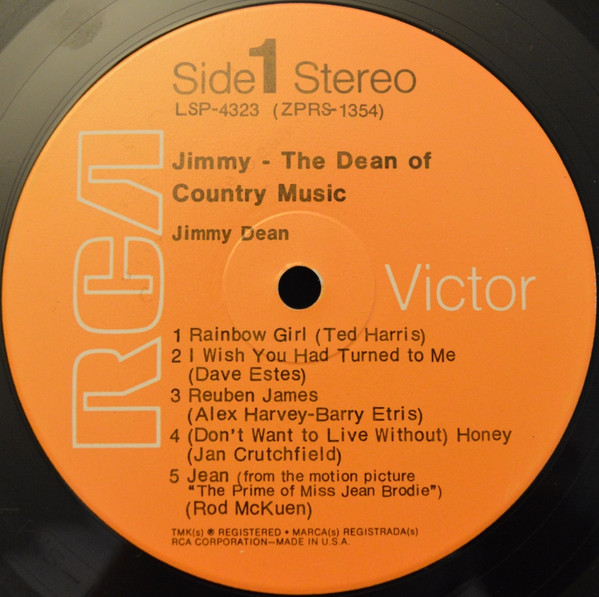 Side 1 Stereo
LSP-4323 (ZPRS-1354)
RCA
Jimmy - The Dean of
Country Music
Jimmy Dean
Victor
1 Rainbow Girl (Ted Harris)
2 I Wish You Had Turned to Me
(Dave Estes)
3 Reuben James
(Alex Harvey-Barry Etris)
4 (Don't Want to Live Without) Honey
(Jan Crutchfield)
5 Jean (from the motion picture
"The Prime of Miss Jean Brodie")
(Rod McKuen)
TMK(s) ® REGISTERED • MARCA(s) REGISTRADA(s)
RCA CORPORATION—MADE IN U.S.A.